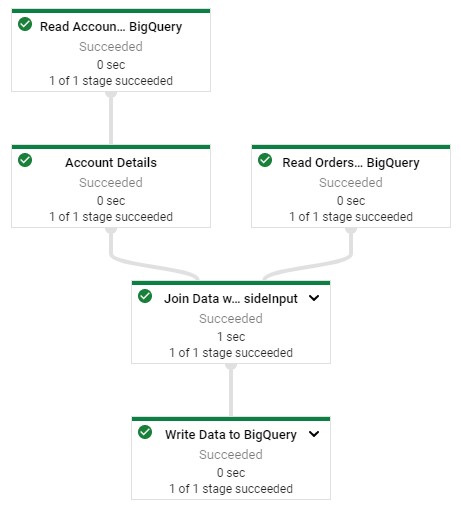 Read Accoun... BigQuery
Succeeded
0 sec
1 of 1 stage succeeded
Account Details
Succeeded
0 sec
1 of 1 stage succeeded
Read Orders... BigQuery
Succeeded
0 sec
1 of 1 stage succeeded
Join Data w... sideInput
Succeeded
1 sec
1 of 1 stage succeeded
Write Data to BigQuery
Succeeded
0 sec
1 of 1 stage succeeded